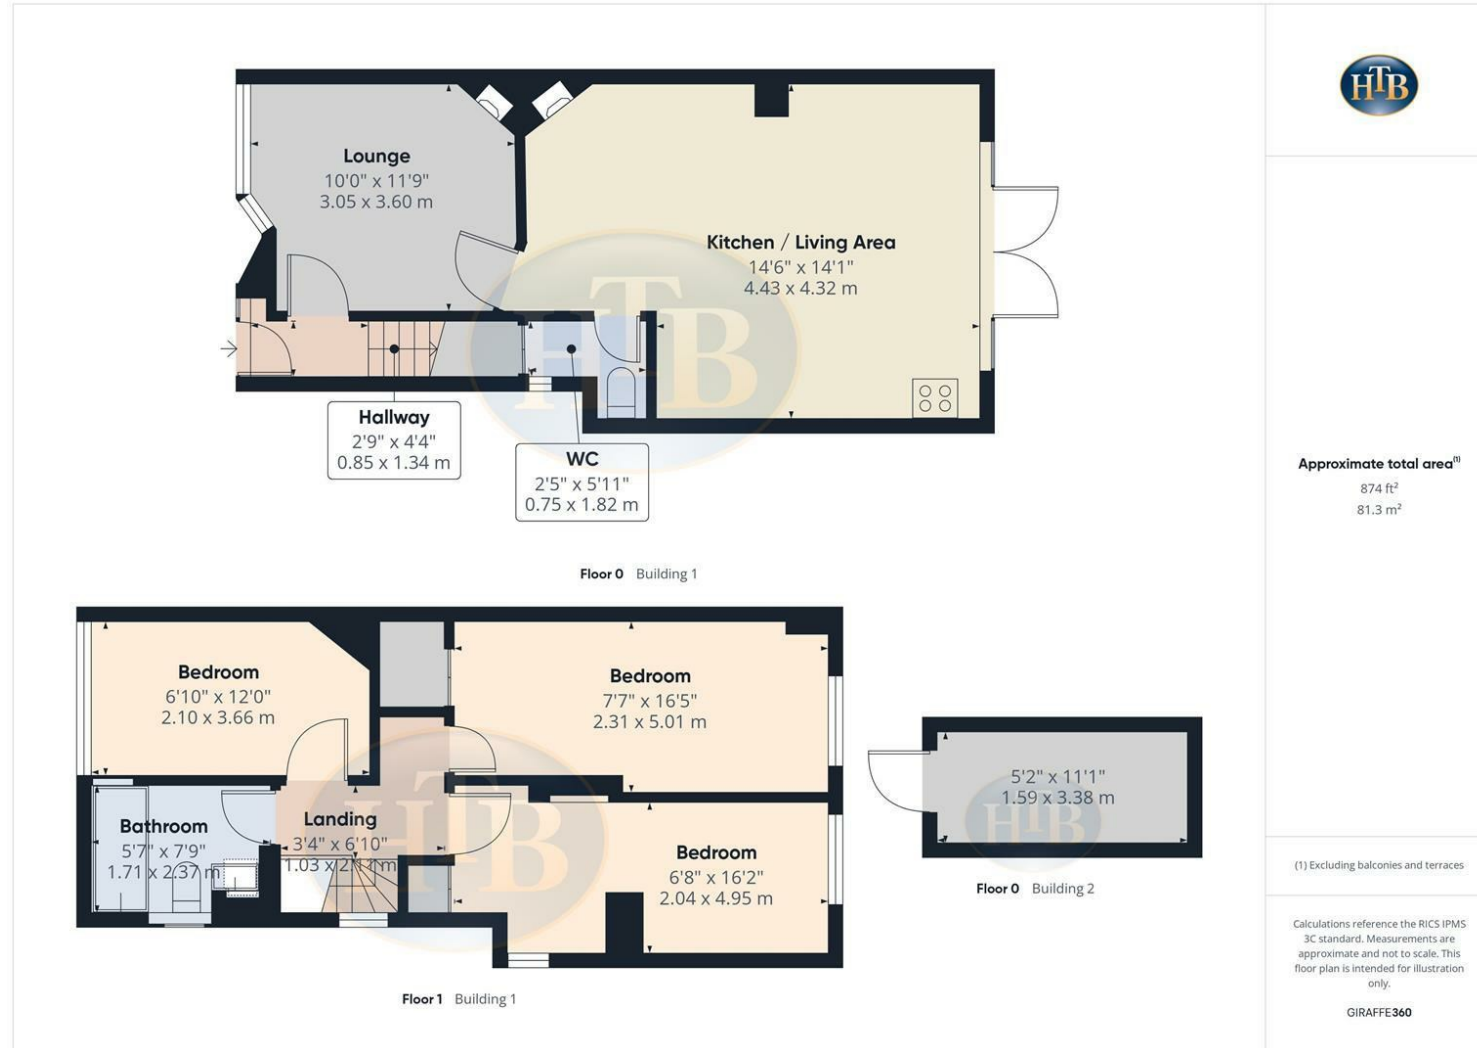 Lounge
10'0" x 11'9"
3.05 x 3.60 m
Kitchen / Living Area
14'6" x 14'1"
4.43 x 4.32 m
Hallway
2'9" x 4'4"
0.85 x 1.34 m
WC
2'5" x 5'11"
0.75 x 1.82 m
HTB
Floor 0 Building 1
Bedroom
6'10" x 12'0"
2.10 x 3.66 m
Bedroom
7'7" x 16'5"
2.31 x 5.01 m
Bathroom
5'7" x 7'9"
1.71 x 2.37 m
Landing
3'4" x 6'10"
1.03 x 2.11 m
Bedroom
6'8" x 16'2"
2.04 x 4.95 m
HTB
Floor 1 Building 1
5'2" x 11'1"
1.59 x 3.38 m
HTB
Floor 0 Building 2
HTB
Approximate total area(1)
874 ft²
81.3 m²
(1) Excluding balconies and terraces
Calculations reference the RICS IPMS
3C standard. Measurements are
approximate and not to scale. This
floor plan is intended for illustration
only.
GIRAFFE360